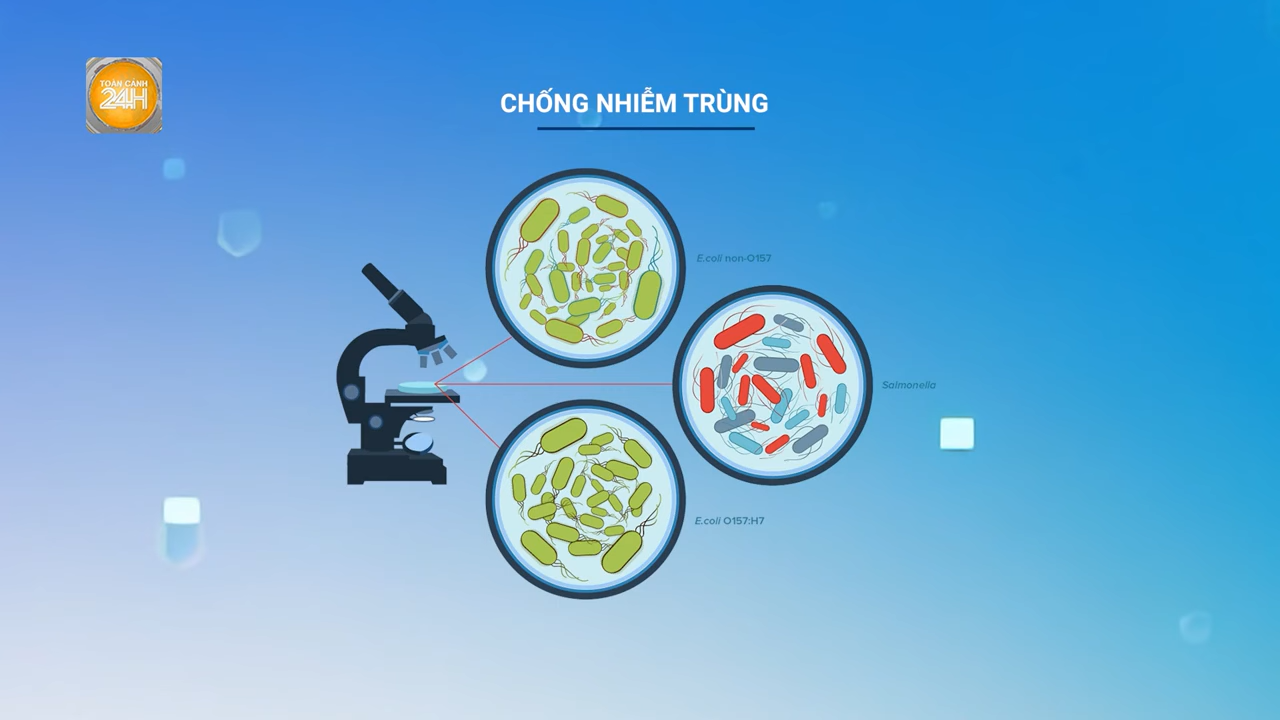 TOÀN CẢNH
24H
CHỐNG NHIỄM TRÙNG
E.coli non-O157
Salmonella
E.coli O157:H7